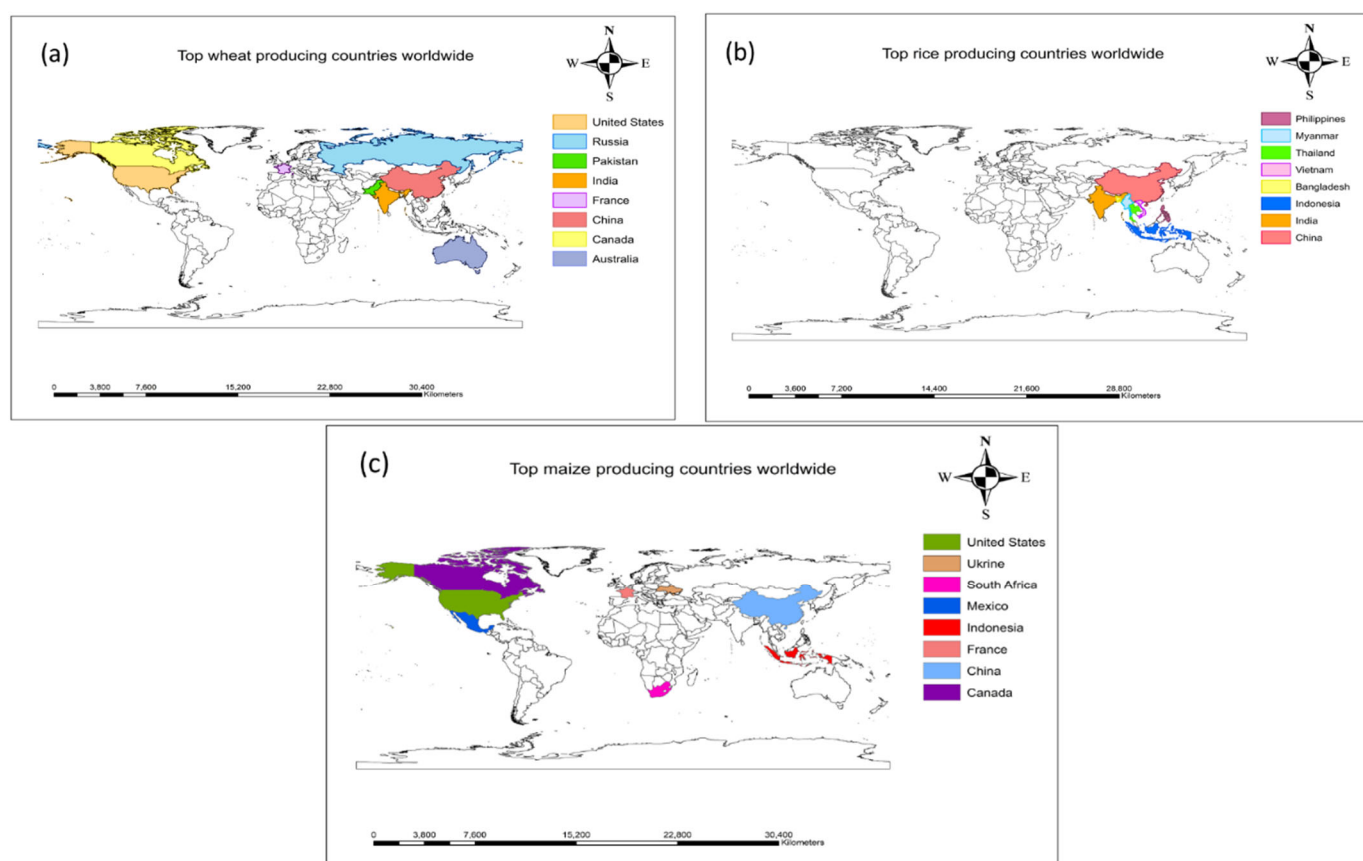 (a)
Top wheat producing countries worldwide
N
W
E
S
United States
Russia
Pakistan
India
France
China
Canada
Australia
0 3,800 7,600 15,200 22,800 30,400
Kilometers
(b)
Top rice producing countries worldwide
N
W
E
S
Philippines
Myanmar
Thailand
Vietnam
Bangladesh
Indonesia
India
China
0 3,600 7,200 14,400 21,600 28,800
Kilometers
(c)
Top maize producing countries worldwide
N
W
E
S
United States
Ukrine
South Africa
Mexico
Indonesia
France
China
Canada
0 3,800 7,600 15,200 22,800 30,400
Kilometers